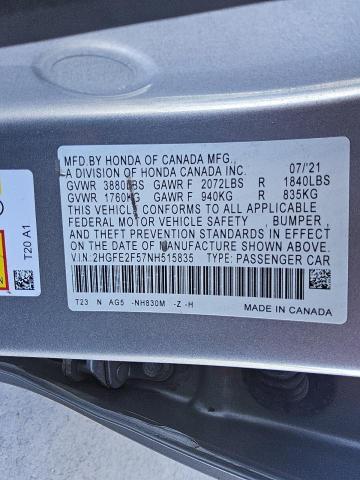 MFD.BY HONDA OF CANADA MFG.,
A DIVISION OF HONDA CANADA INC. 07/'21
GVWR 3880LBS GAWR F 2072LBS R 1840LBS
GVWR 1760KG GAWR F 940KG R 835KG
THIS VEHICLE CONFORMS TO ALL APPLICABLE
FEDERAL MOTOR VEHICLE SAFETY, BUMPER,
AND THEFT PREVENTION STANDARDS IN EFFECT
ON THE DATE OF MANUFACTURE SHOWN ABOVE.
V.I.N: 2HGFE2F57NH515835 TYPE: PASSENGER CAR
T23 N AG5 -NH830M -Z -H MADE IN CANADA
T20 A1